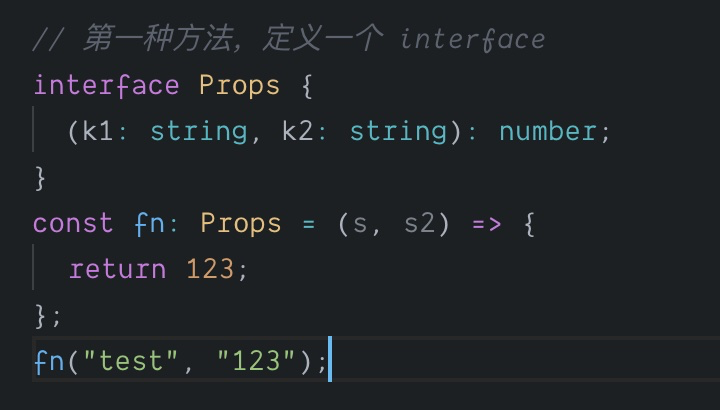 // 第一种方法，定义一个 interface
interface Props {
  (k1: string, k2: string): number;
}
const fn: Props = (s, s2) => {
  return 123;
};
fn("test", "123");